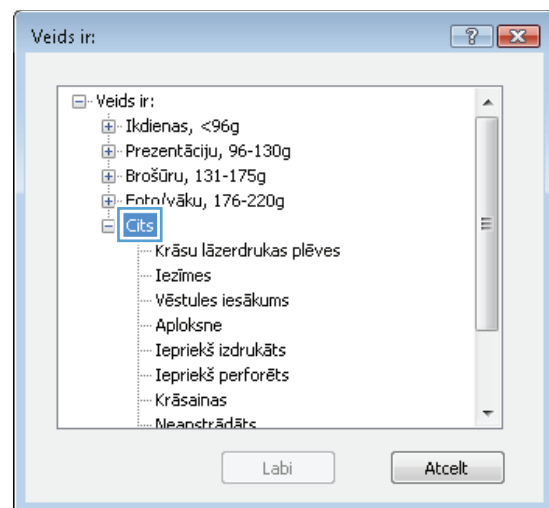 Veids ir:
Veids ir:
Ikdienas, <96g
Prezentāciju, 96-130g
Brošūru, 131-175g
Foto/vāku, 176-220g
Cits
Krāsu lāzerdrukas plēves
Iezīmes
Vēstules iesākums
Aploksne
Iepriekš izdrukāts
Iepriekš perforēts
Krāsainas
Neapstrādāts
Labi
Atcelt